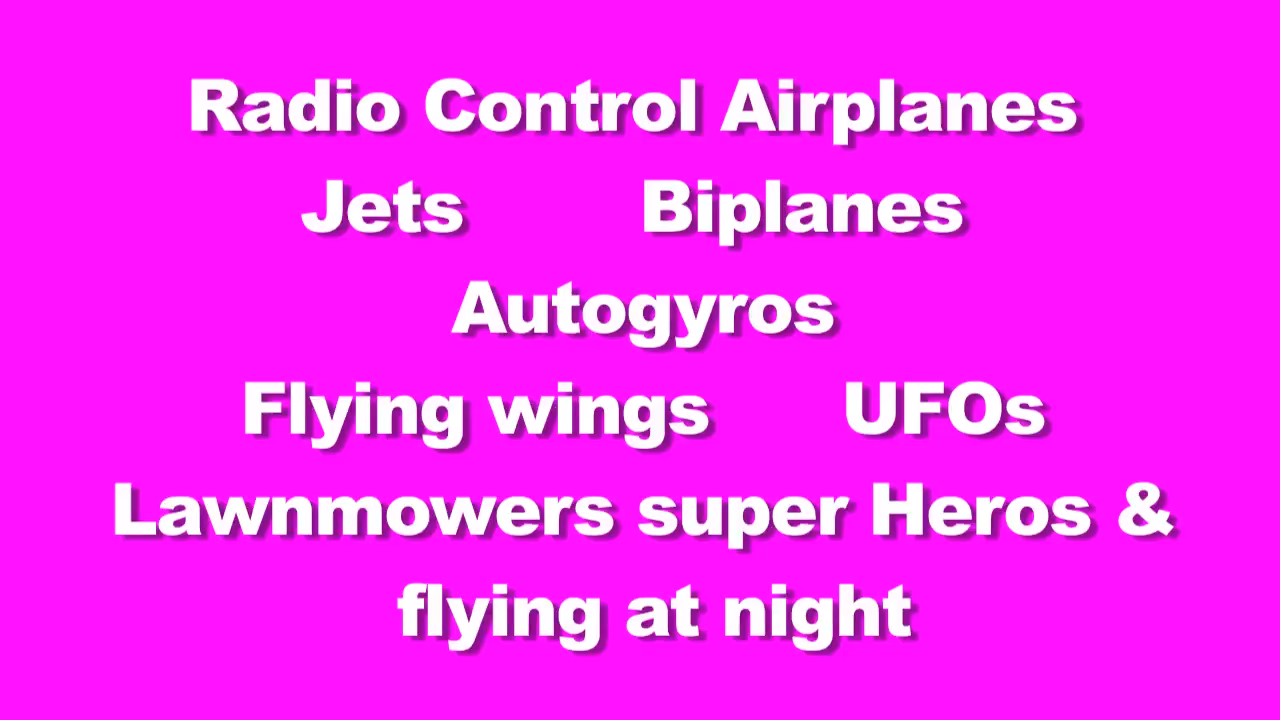 Radio Control Airplanes
Jets Biplanes
Autogyros
Flying wings UFOs
Lawnmowers super Heros &
flying at night